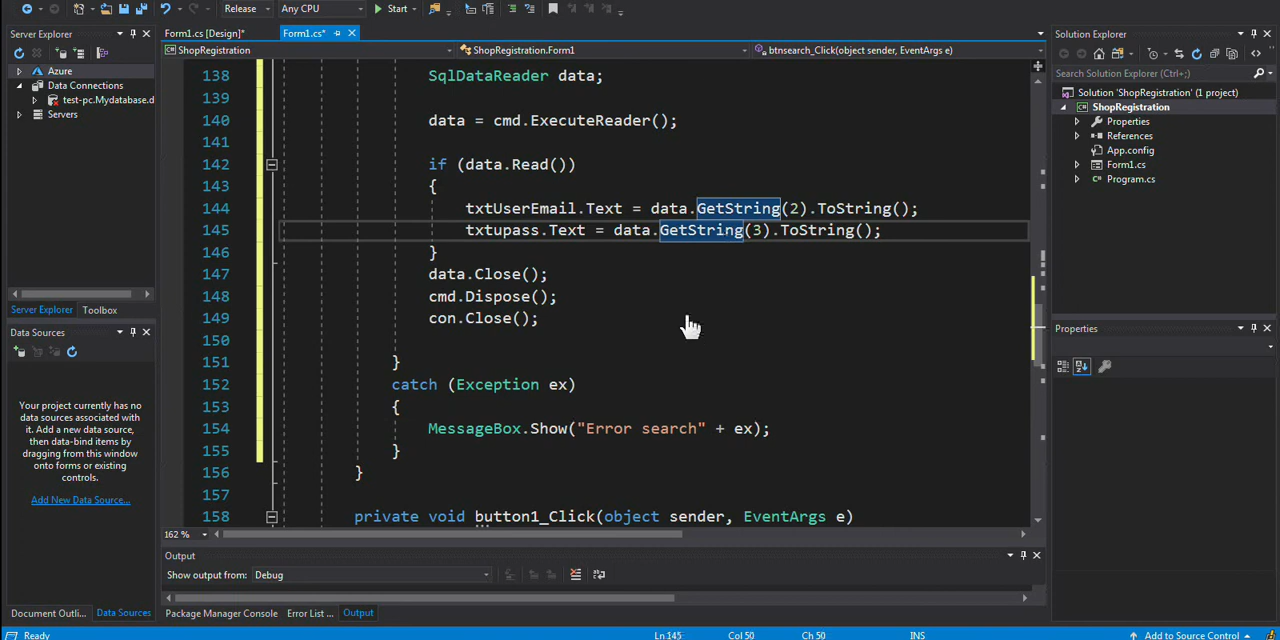 Release Any CPU Start
Server Explorer
Azure
Data Connections
test-pc.Mydatabase.d
Servers
Server Explorer Toolbox
Data Sources
Your project currently has no
data sources associated with
it. Add a new data source,
then data-bind items by
dragging from this window
onto forms or existing
controls.
Add New Data Source...
Document Outli... Data Sources
Form1.cs [Design]* Form1.cs*
ShopRegistration ShopRegistration.Form1 btnsearch_Click(object sender, EventArgs e)
138 SqlDataReader data;
139
140 data = cmd.ExecuteReader();
141
142 if (data.Read())
143 {
144 txtUserEmail.Text = data.GetString(2).ToString();
145 txtupass.Text = data.GetString(3).ToString();
146 }
147 data.Close();
148 cmd.Dispose();
149 con.Close();
150
151 }
152 catch (Exception ex)
153 {
154 MessageBox.Show("Error search" + ex);
155 }
156 }
157
158 private void button1_Click(object sender, EventArgs e)
162 %
Output
Show output from: Debug
Package Manager Console Error List ... Output
Solution Explorer
Search Solution Explorer (Ctrl+;)
Solution 'ShopRegistration' (1 project)
ShopRegistration
Properties
References
App.config
Form1.cs
Program.cs
Properties
Ready Ln 145 Col 50 Ch 50 INS Add to Source Control